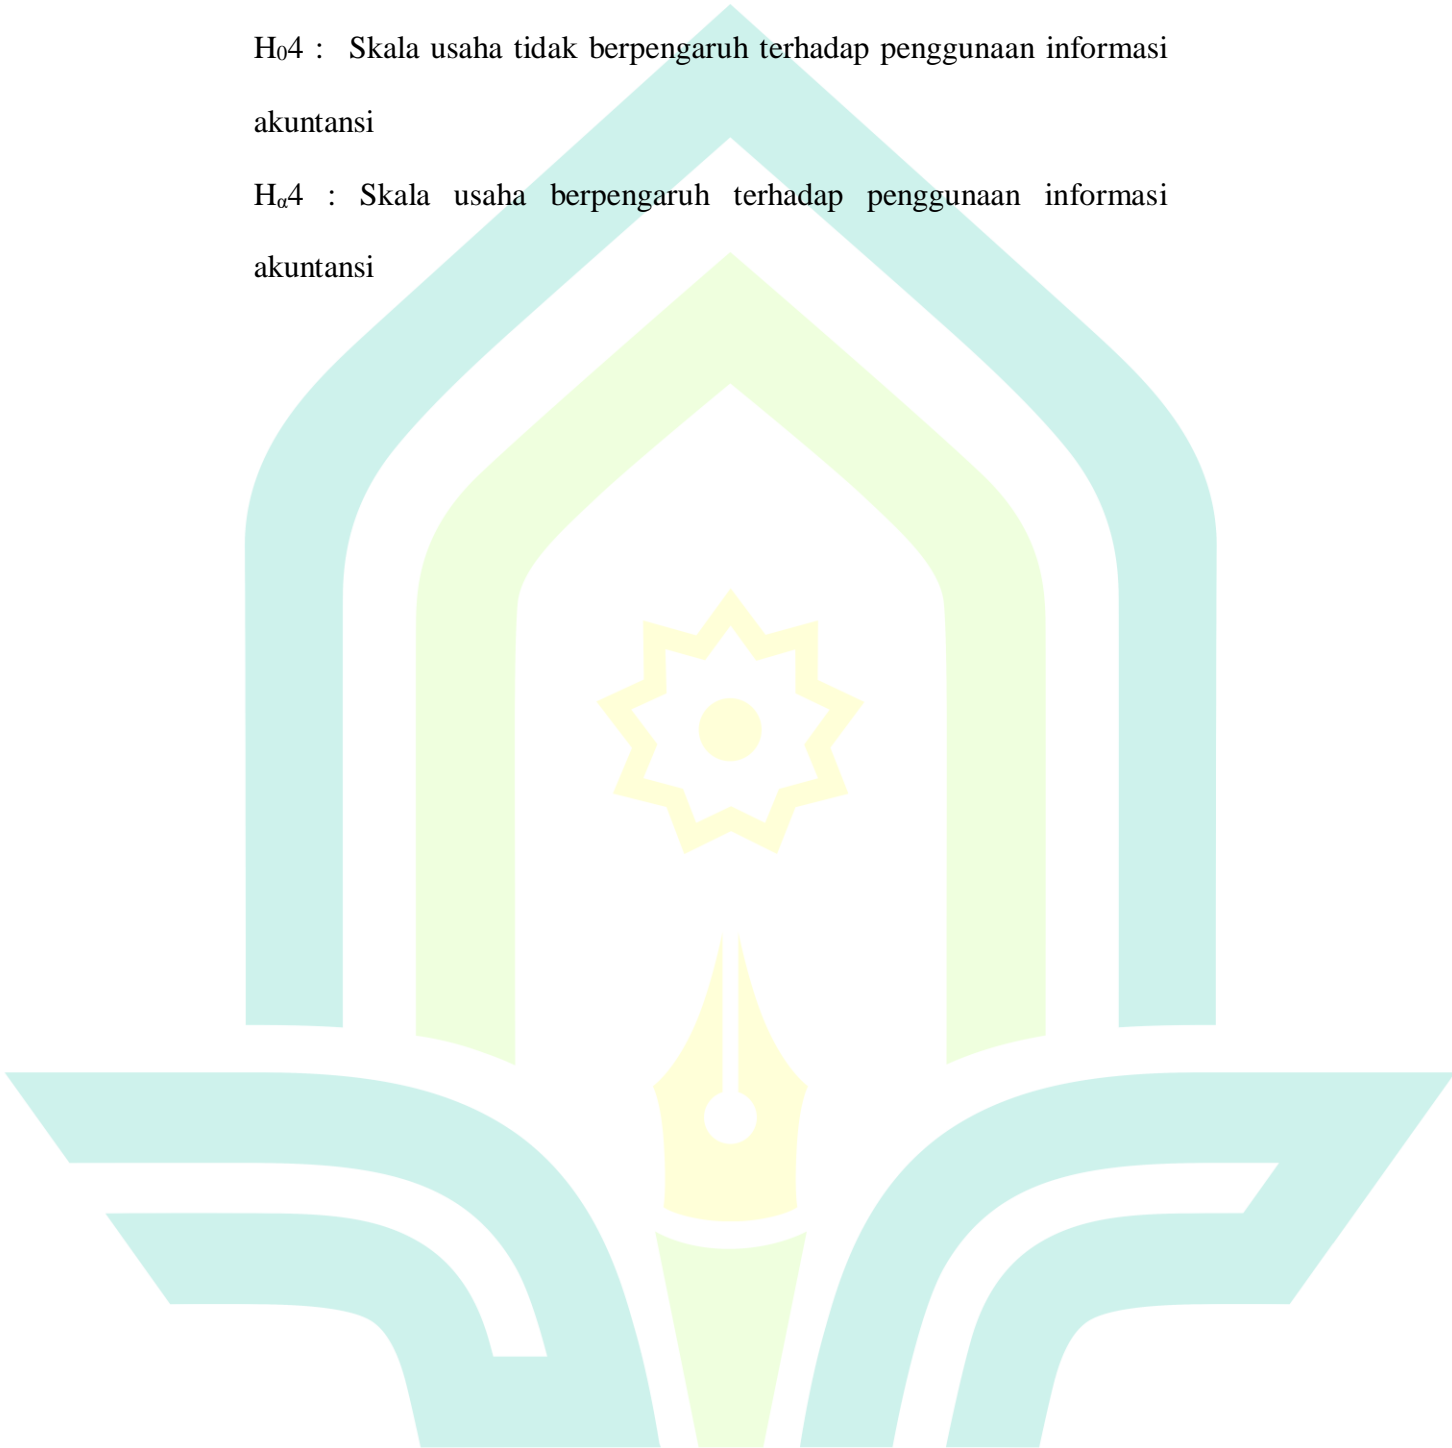 H₀4 : Skala usaha tidak berpengaruh terhadap penggunaan informasi
akuntansi
Hα4 : Skala usaha berpengaruh terhadap penggunaan informasi
akuntansi